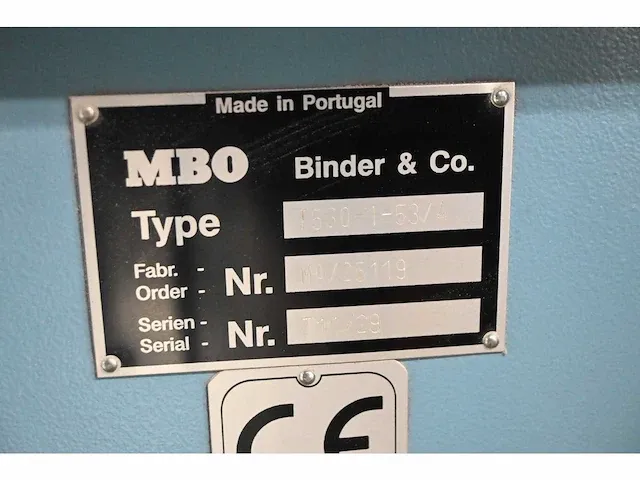 Made in Portugal
MBO Binder & Co.
Type
Fabr. -
Order - Nr.
Serien -
Serial - Nr.
CE